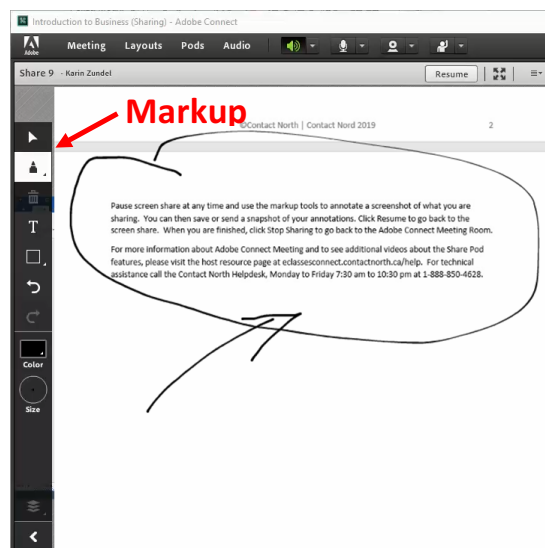 Introduction to Business (Sharing) - Adobe Connect
Adobe Meeting Layouts Pods Audio
Share 9 - Karin Zundel Resume
Markup
©Contact North | Contact Nord 2019 2
Pause screen share at any time and use the markup tools to annotate a screenshot of what you are
sharing. You can then save or send a snapshot of your annotations. Click Resume to go back to the
screen share. When you are finished, click Stop Sharing to go back to the Adobe Connect Meeting Room.
For more information about Adobe Connect Meeting and to see additional videos about the Share Pod
features, please visit the host resource page at eclassesconnect.contactnorth.ca/help. For technical
assistance call the Contact North Helpdesk, Monday to Friday 7:30 am to 10:30 pm at 1-888-850-4628.
T
Color
Size